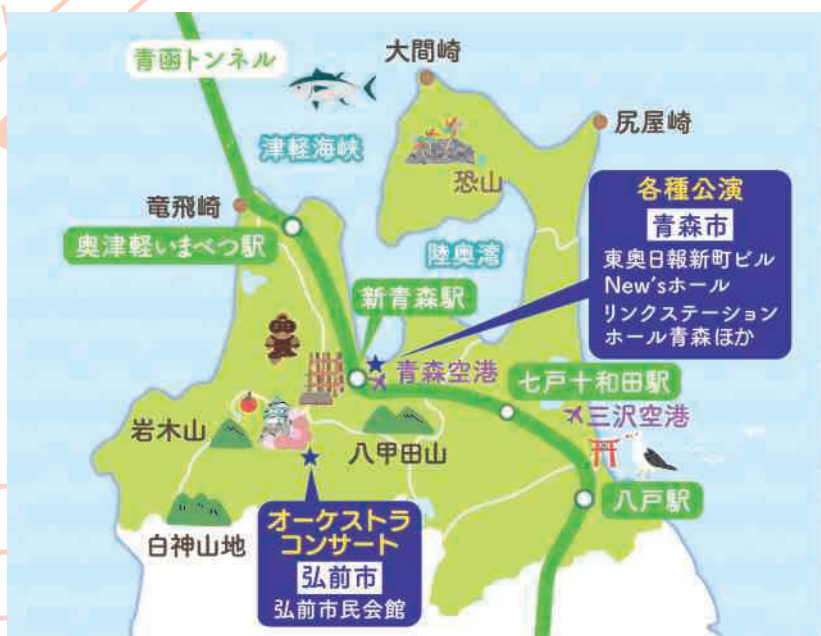 青函トンネル
大間崎
津軽海峡
尻屋崎
恐山
竜飛崎
奥津軽いまべつ駅
陸奥湾
各種公演
青森市
東奥日報新町ビル
New'sホール
リンクステーション
ホール青森ほか
新青森駅
青森空港
七戸十和田駅
三沢空港
岩木山
八甲田山
八戸駅
白神山地
オーケストラ
コンサート
弘前市
弘前市民会館